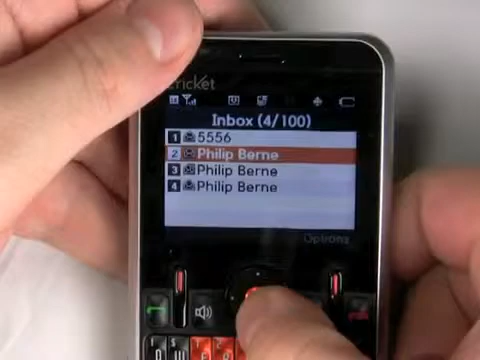 cricket
Inbox (4/100)
1 5556
2 Philip Berne
3 Philip Berne
4 Philip Berne
Options